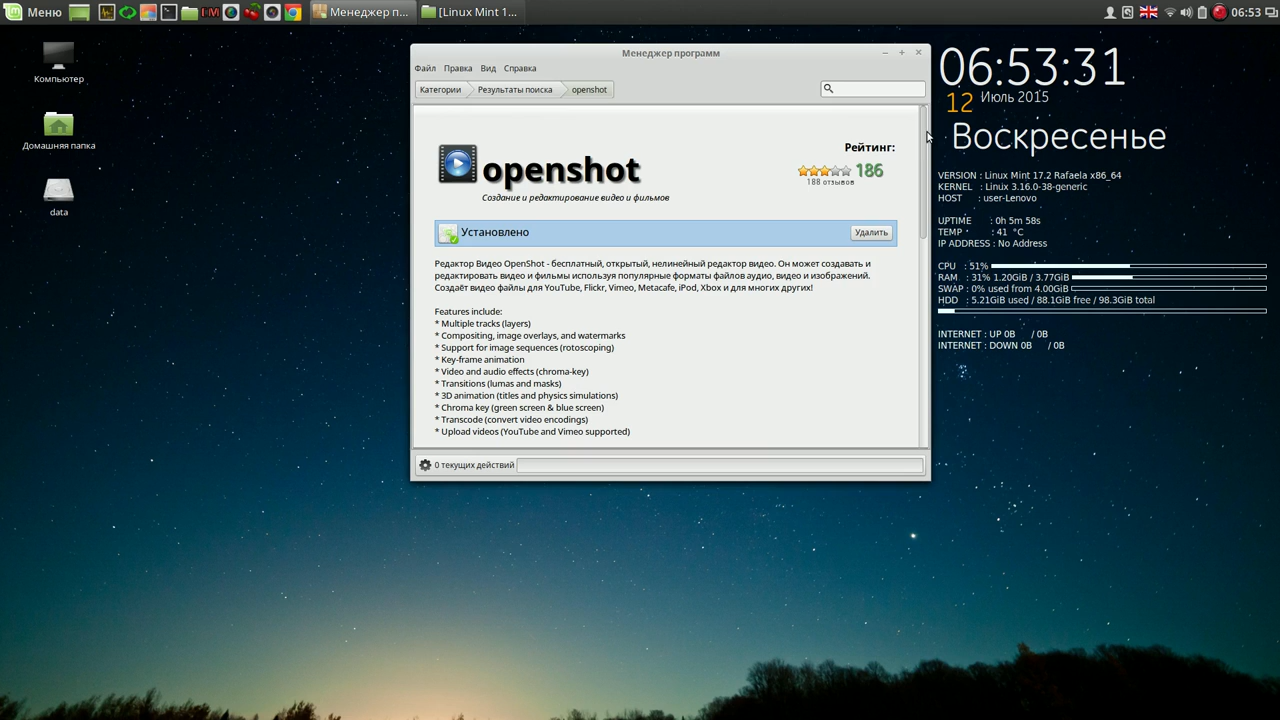 Меню
Менеджер п...
[Linux Mint 1...
06:53
Компьютер
Домашняя папка
data
Менеджер программ
Файл Правка Вид Справка
Категории Результаты поиска openshot
openshot
Создание и редактирование видео и фильмов
Рейтинг:
186
188 отзывов
Установлено
Удалить
Редактор Видео OpenShot - бесплатный, открытый, нелинейный редактор видео. Он может создавать и
редактировать видео и фильмы используя популярные форматы файлов аудио, видео и изображений.
Создаёт видео файлы для YouTube, Flickr, Vimeo, Metacafe, iPod, Xbox и для многих других!
Features include:
* Multiple tracks (layers)
* Compositing, image overlays, and watermarks
* Support for image sequences (rotoscoping)
* Key-frame animation
* Video and audio effects (chroma-key)
* Transitions (lumas and masks)
* 3D animation (titles and physics simulations)
* Chroma key (green screen & blue screen)
* Transcode (convert video encodings)
* Upload videos (YouTube and Vimeo supported)
0 текущих действий
06:53:31
12 Июль 2015
Воскресенье
VERSION : Linux Mint 17.2 Rafaela x86_64
KERNEL : Linux 3.16.0-38-generic
HOST : user-Lenovo
UPTIME : 0h 5m 58s
TEMP : 41 °C
IP ADDRESS : No Address
CPU : 51%
RAM : 31% 1.20GiB / 3.77GiB
SWAP : 0% used from 4.00GiB
HDD : 5.21GiB used / 88.1GiB free / 98.3GiB total
INTERNET : UP 0B / 0B
INTERNET : DOWN 0B / 0B